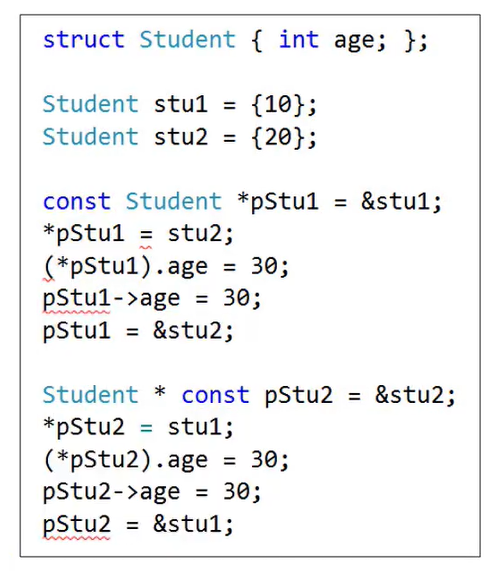 struct Student { int age; };
Student stu1 = {10};
Student stu2 = {20};
const Student *pStu1 = &stu1;
*pStu1 = stu2;
(*pStu1).age = 30;
pStu1->age = 30;
pStu1 = &stu2;
Student * const pStu2 = &stu2;
*pStu2 = stu1;
(*pStu2).age = 30;
pStu2->age = 30;
pStu2 = &stu1;